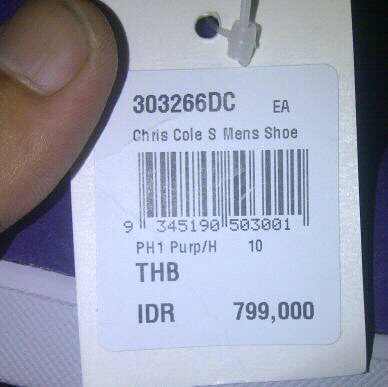 303266DC EA
Chris Cole S Mens Shoe
9 345190 503001
PH1 Purp/H 10
THB
IDR 799,000